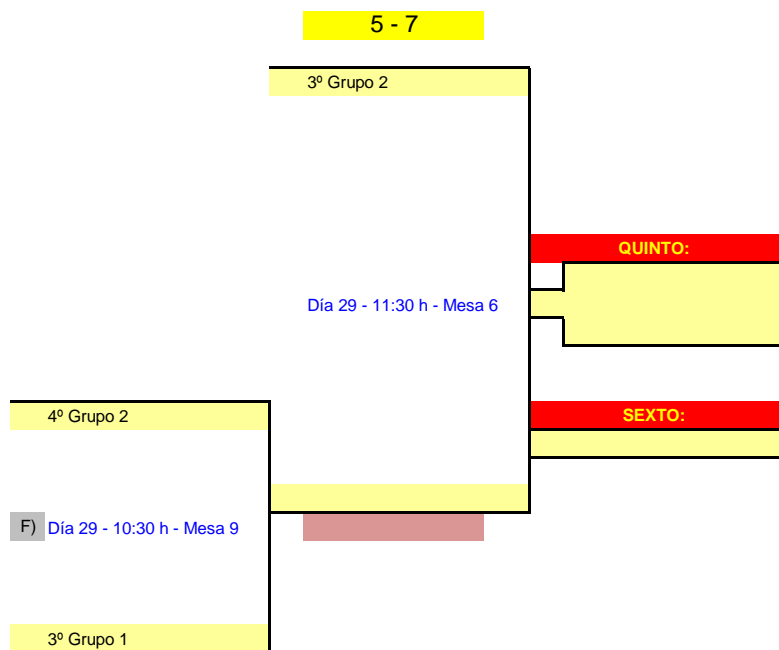 5 - 7
3º Grupo 2
QUINTO:
Día 29 - 11:30 h - Mesa 6
4º Grupo 2
SEXTO:
F) Día 29 - 10:30 h - Mesa 9
3º Grupo 1